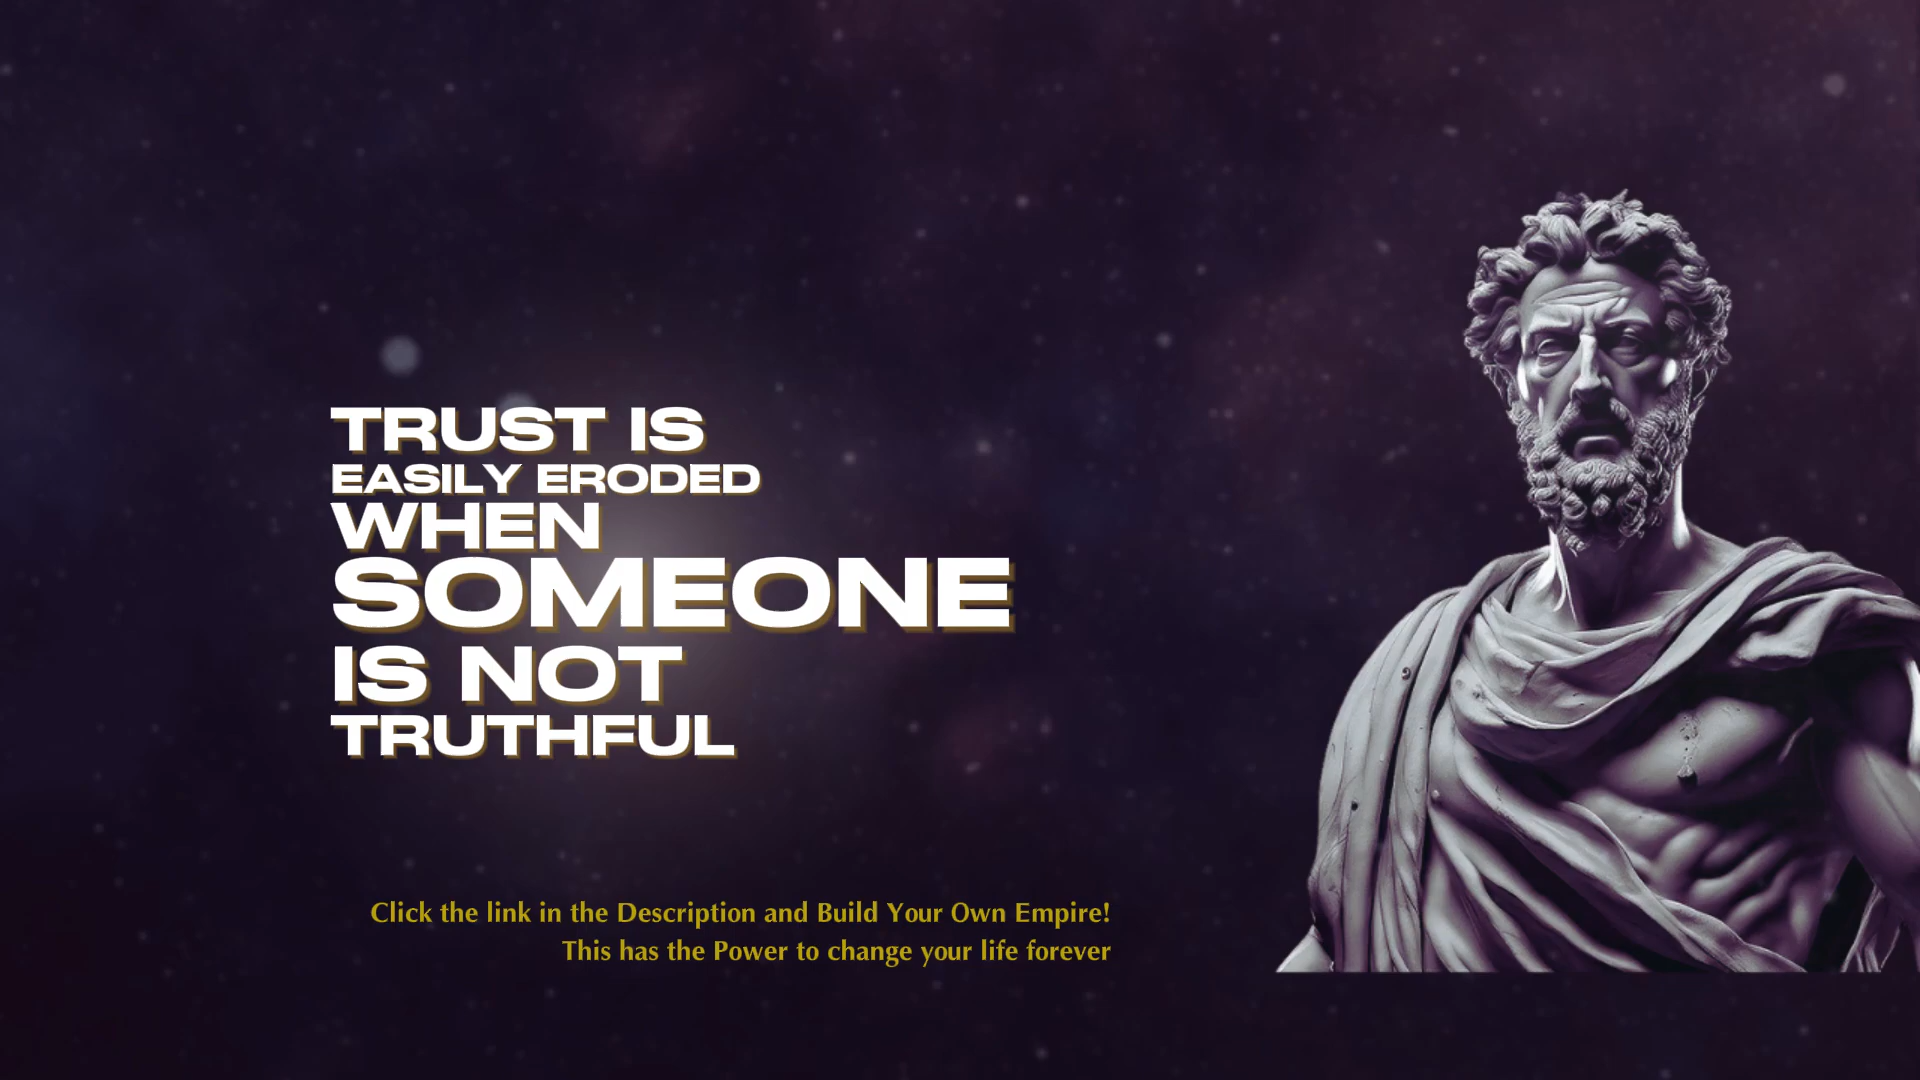 TRUST IS
EASILY ERODED
WHEN
SOMEONE
IS NOT
TRUTHFUL
Click the link in the Description and Build Your Own Empire!
This has the Power to change your life forever